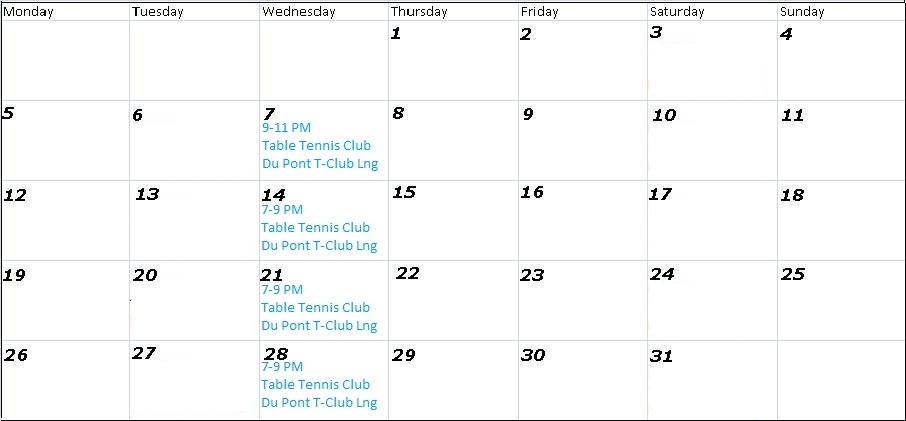 Monday Tuesday Wednesday Thursday Friday Saturday Sunday
1 2 3 4
5 6 7 8 9 10 11
9-11 PM
Table Tennis Club
Du Pont T-Club Lng
12 13 14 15 16 17 18
7-9 PM
Table Tennis Club
Du Pont T-Club Lng
19 20 21 22 23 24 25
7-9 PM
Table Tennis Club
Du Pont T-Club Lng
26 27 28 29 30 31
7-9 PM
Table Tennis Club
Du Pont T-Club Lng